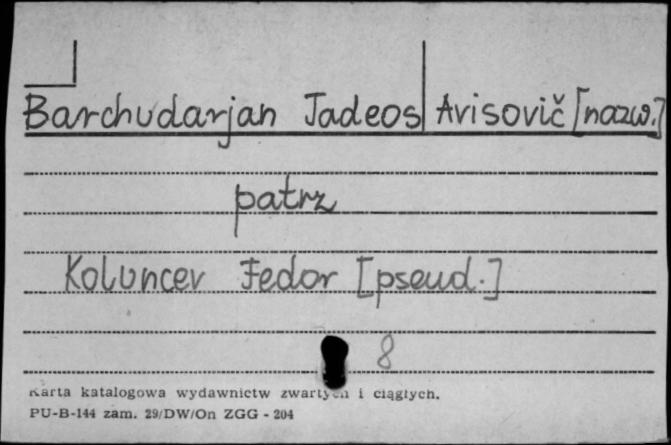 Barchudarjan Tadeos Avisovič [nazw.]
patrz
Koluncev Fedor [pseud.]
8
Karta katalogowa wydawnictw zwartych i ciągłych.
PU-B-144 zam. 29/DW/On ZGG - 204